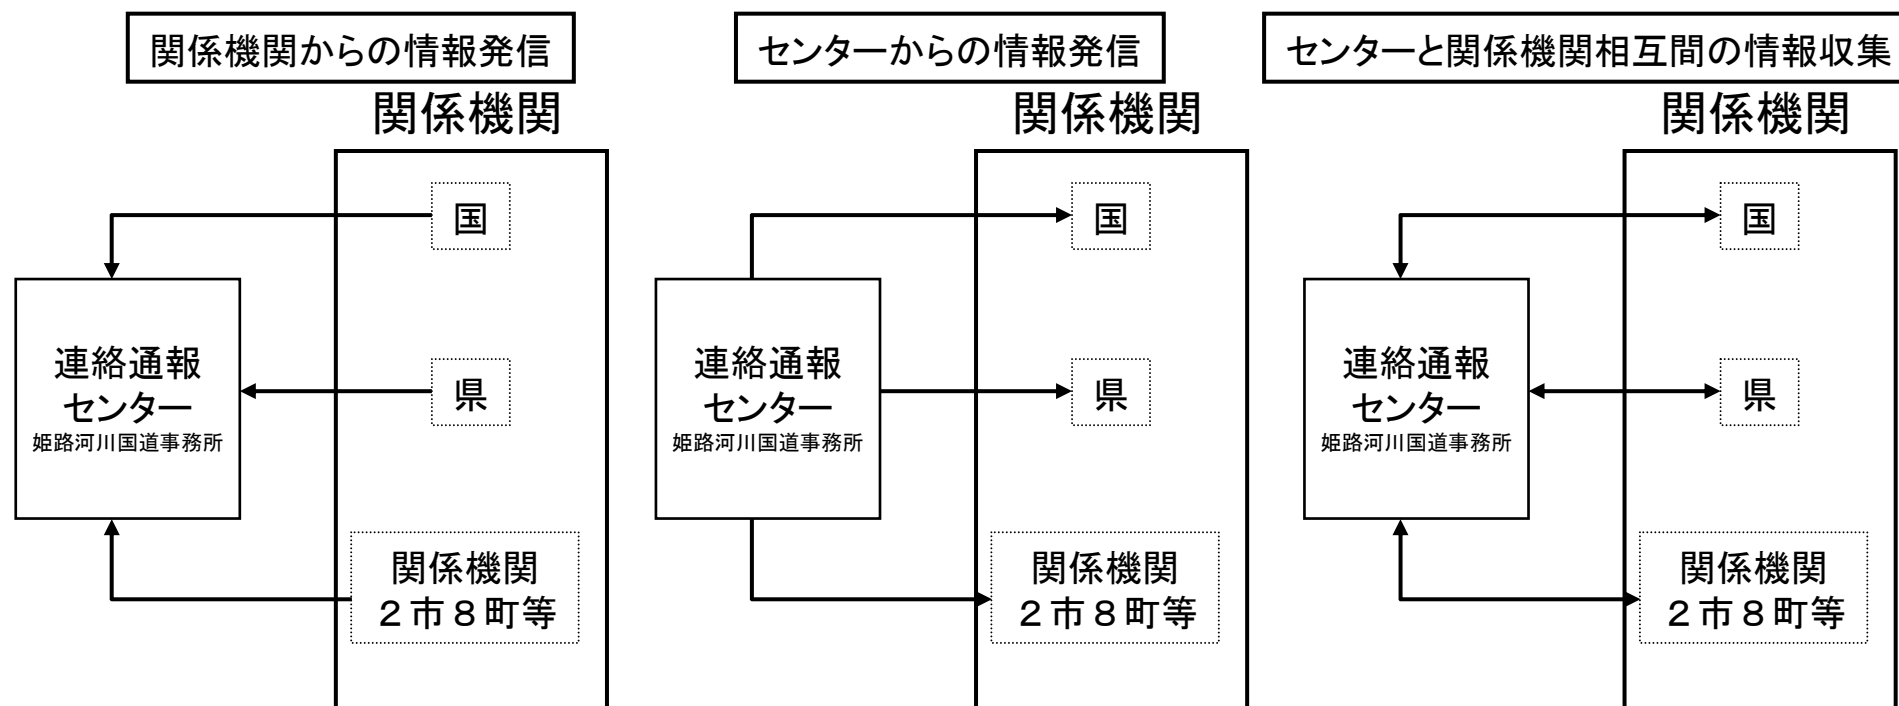 関係機関からの情報発信
関係機関
国
連絡通報
センター
姫路河川国道事務所
県
関係機関
２市８町等
センターからの情報発信
関係機関
国
連絡通報
センター
姫路河川国道事務所
県
関係機関
２市８町等
センターと関係機関相互間の情報収集
関係機関
国
連絡通報
センター
姫路河川国道事務所
県
関係機関
２市８町等